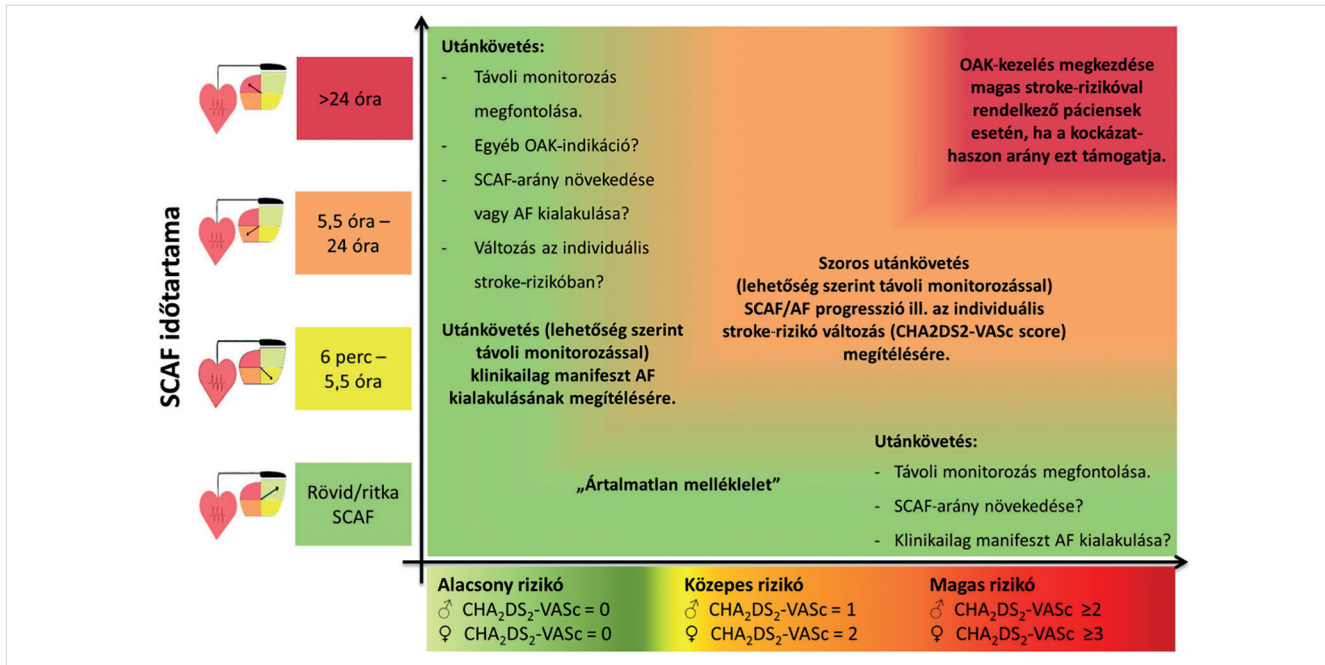 SCAF időtartama
>24 óra
5,5 óra –
24 óra
6 perc –
5,5 óra
Rövid/ritka
SCAF
Utánkövetés:
- Távoli monitorozás
megfontolása.
- Egyéb OAK-indikáció?
- SCAF-arány növekedése
vagy AF kialakulása?
- Változás az individuális
stroke-rizikóban?
Utánkövetés (lehetőség szerint
távoli monitorozással)
klinikailag manifeszt AF
kialakulásának megítélésére.
OAK-kezelés megkezdése
magas stroke-rizikóval
rendelkező páciensek
esetén, ha a kockázat-
haszon arány ezt támogatja.
Szoros utánkövetés
(lehetőség szerint távoli monitorozással)
SCAF/AF progresszió ill. az individuális
stroke-rizikó változás (CHA2DS2-VASc score)
megítélésére.
„Ártalmatlan melléklelet”
Utánkövetés:
- Távoli monitorozás megfontolása.
- SCAF-arány növekedése?
- Klinikailag manifeszt AF kialakulása?
Alacsony rizikó
♂ CHA₂DS₂-VASc = 0
♀ CHA₂DS₂-VASc = 0
Közepes rizikó
♂ CHA₂DS₂-VASc = 1
♀ CHA₂DS₂-VASc = 2
Magas rizikó
♂ CHA₂DS₂-VASc ≥2
♀ CHA₂DS₂-VASc ≥3